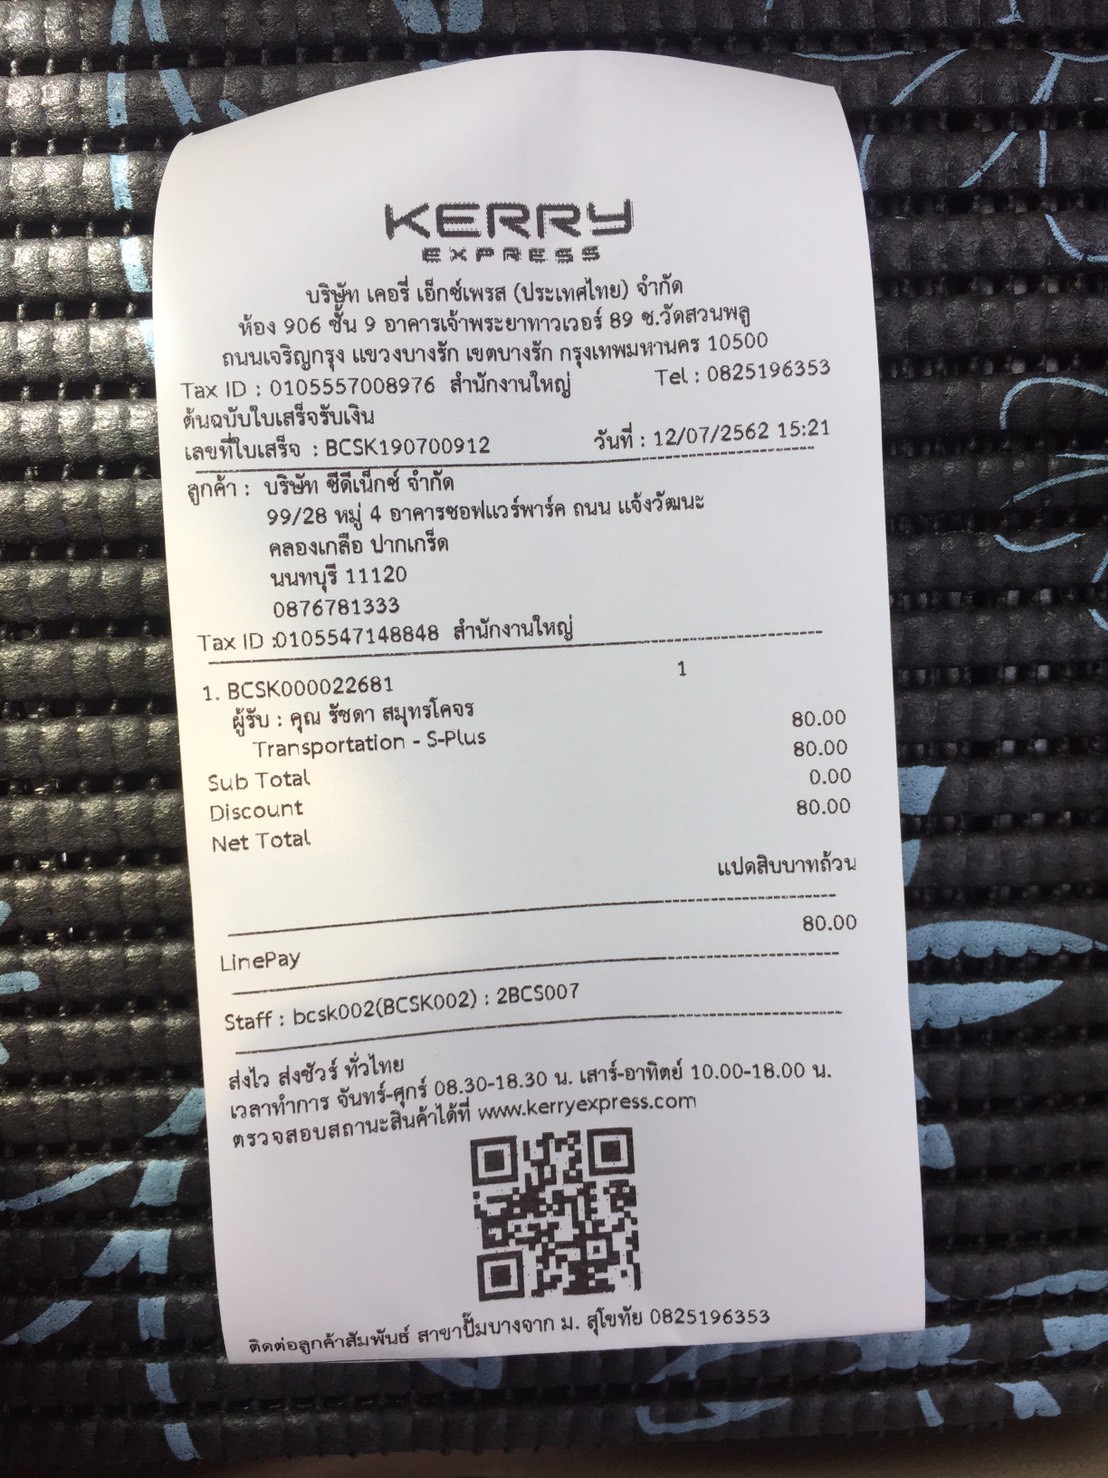 KERRY
EXPRESS
บริษัท เคอรี่ เอ็กซ์เพรส (ประเทศไทย) จำกัด
ห้อง 906 ชั้น 9 อาคารเจ้าพระยาทาวเวอร์ 89 ซ.วัดสวนพลู
ถนนเจริญกรุง แขวงบางรัก เขตบางรัก กรุงเทพมหานคร 10500
Tax ID : 0105557008976 สำนักงานใหญ่ Tel : 0825196353
ต้นฉบับใบเสร็จรับเงิน
เลขที่ใบเสร็จ : BCSK190700912 วันที่ : 12/07/2562 15:21
ลูกค้า : บริษัท ซีดีเน็กซ์ จำกัด
99/28 หมู่ 4 อาคารซอฟแวร์พาร์ค ถนน แจ้งวัฒนะ
คลองเกลือ ปากเกร็ด
นนทบุรี 11120
0876781333
Tax ID :0105547148848 สำนักงานใหญ่
1. BCSK000022681 1
ผู้รับ : คุณ รัชดา สมุทรโคจร
Transportation - S-Plus 80.00
Sub Total 80.00
Discount 0.00
Net Total 80.00
แปดสิบบาทถ้วน
LinePay 80.00
Staff : bcsk002(BCSK002) : 2BCS007
ส่งไว ส่งชัวร์ ทั่วไทย
เวลาทำการ จันทร์-ศุกร์ 08.30-18.30 น. เสาร์-อาทิตย์ 10.00-18.00 น.
ตรวจสอบสถานะสินค้าได้ที่ www.kerryexpress.com
ติดต่อลูกค้าสัมพันธ์ สาขาปั๊มบางจาก ม. สุโขทัย 0825196353